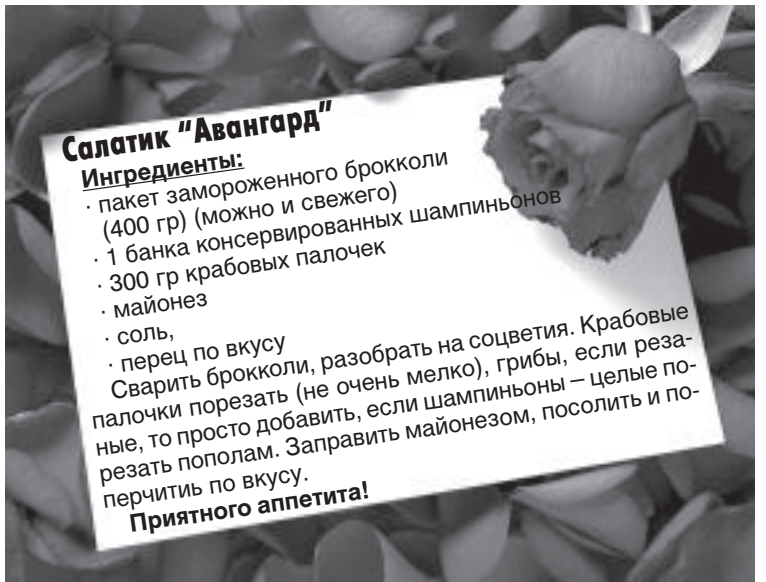 Салатик "Авангард"
Ингредиенты:
· пакет замороженного брокколи
(400 гр) (можно и свежего)
· 1 банка консервированных шампиньонов
· 300 гр крабовых палочек
· майонез
· соль,
· перец по вкусу
Сварить брокколи, разобрать на соцветия. Крабовые
палочки порезать (не очень мелко), грибы, если реза-
ные, то просто добавить, если шампиньоны – целые по-
резать пополам. Заправить майонезом, посолить и по-
перчитиь по вкусу.
Приятного аппетита!